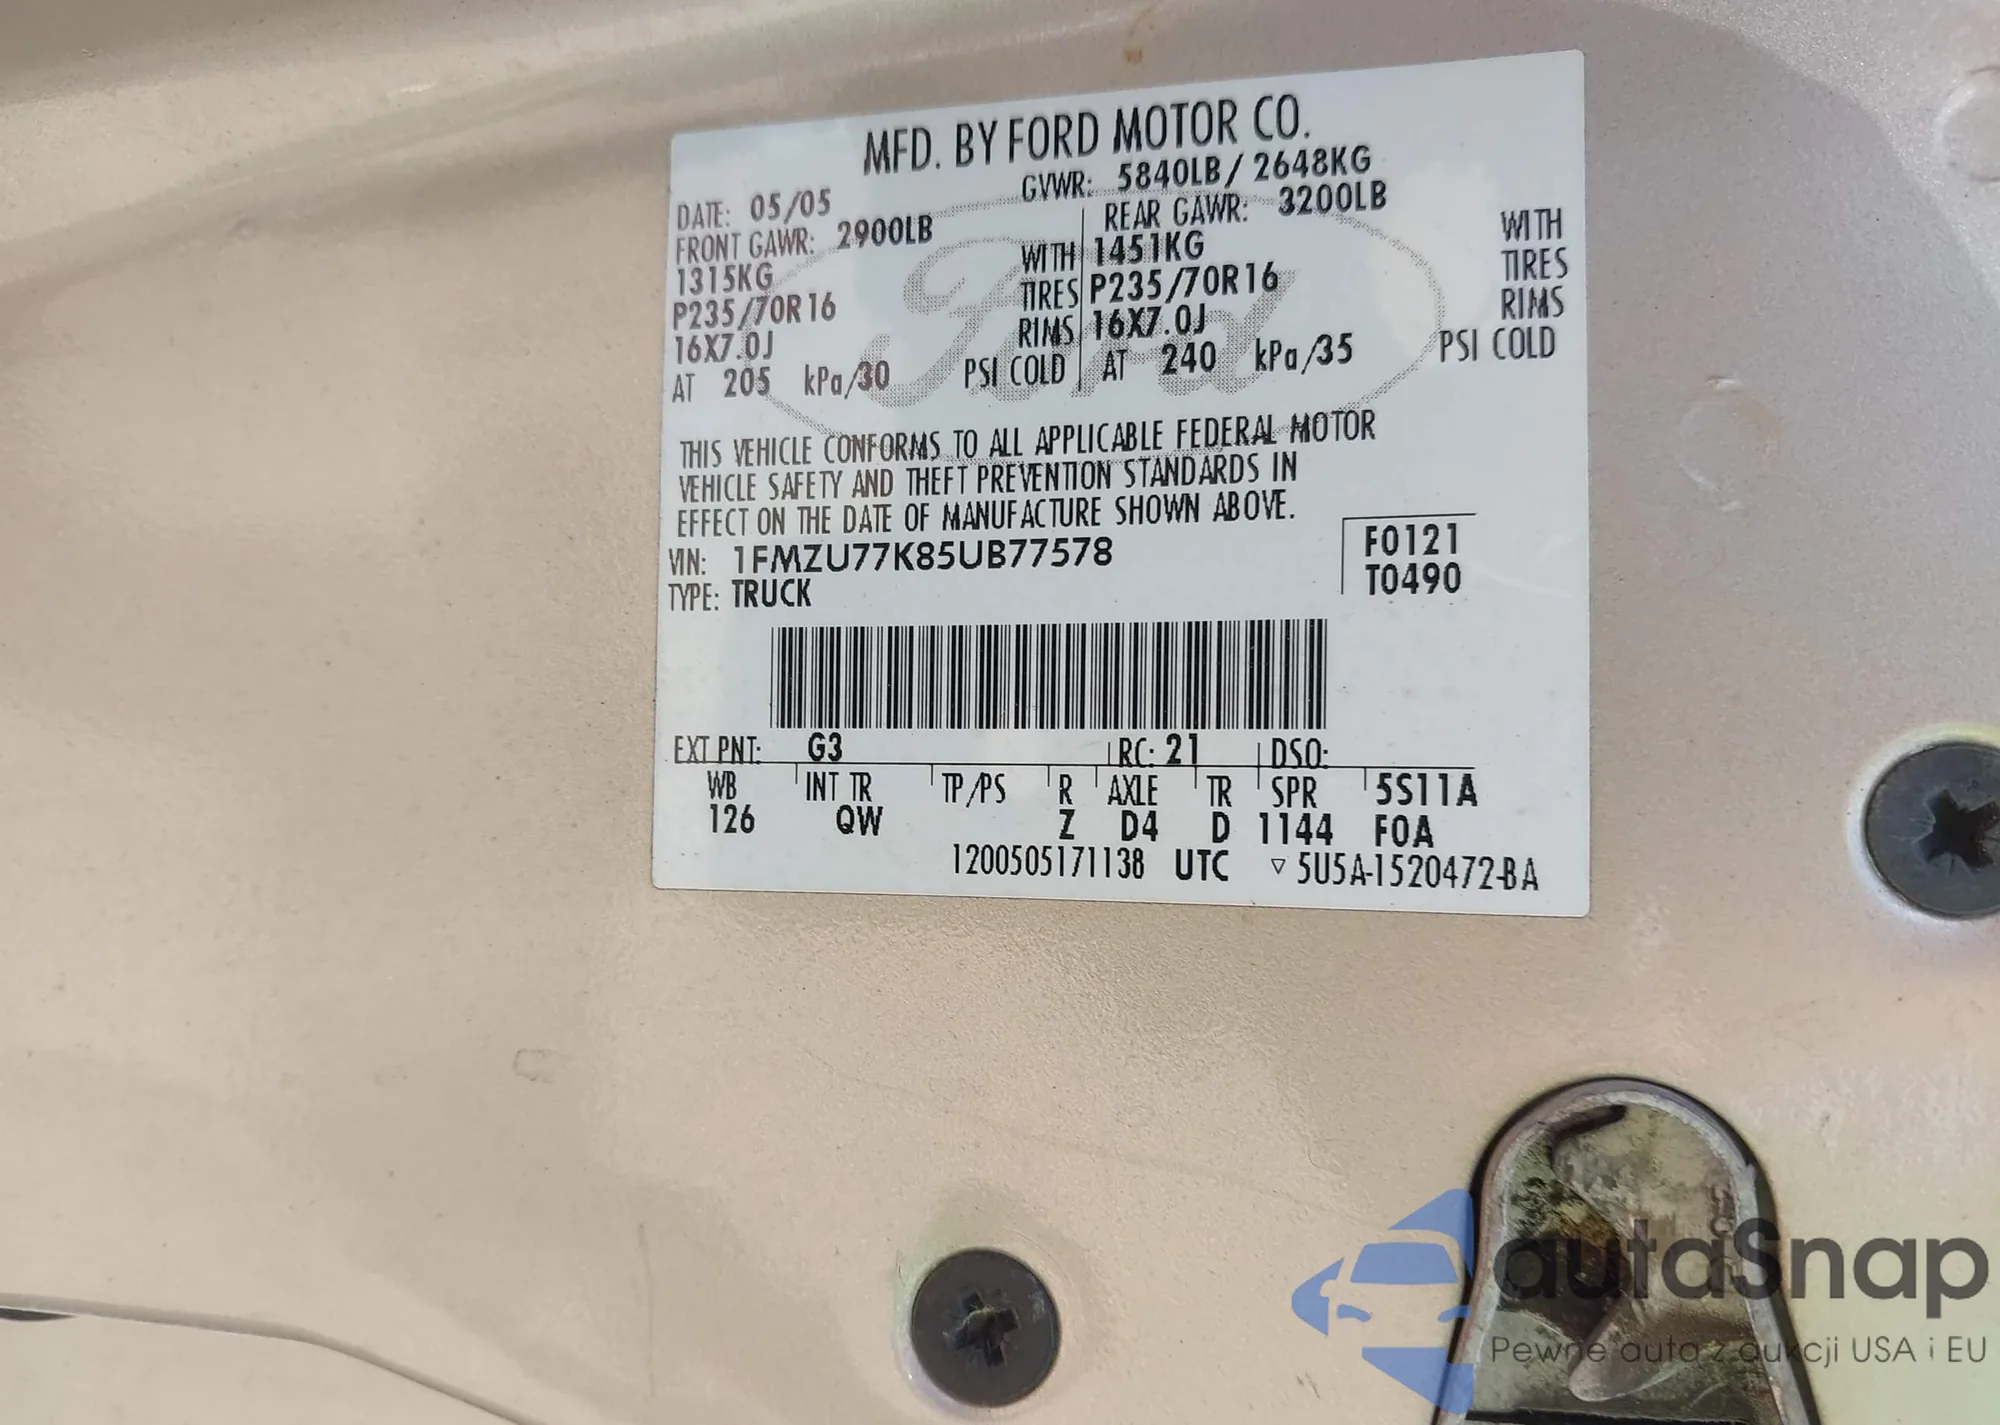 MFD. BY FORD MOTOR CO.
DATE: 05/05 GVWR: 5840LB/ 2648KG
FRONT GAWR: 2900LB REAR GAWR: 3200LB
1315KG WITH 1451KG WITH
P235/70R16 TIRES P235/70R16 TIRES
16X7.0J RIMS 16X7.0J RIMS
AT 205 kPa/30 PSI COLD AT 240 kPa/35 PSI COLD
Ford
THIS VEHICLE CONFORMS TO ALL APPLICABLE FEDERAL MOTOR
VEHICLE SAFETY AND THEFT PREVENTION STANDARDS IN
EFFECT ON THE DATE OF MANUFACTURE SHOWN ABOVE.
VIN: 1FMZU77K85UB77578 F0121
TYPE: TRUCK T0490
EXT PNT: G3 RC: 21 DSO:
WB INT TR TP/PS R AXLE TR SPR 5S11A
126 QW Z D4 D 1144 F0A
1200505171138 UTC ▽ 5U5A-1520472-BA
autaSnap
Pewne auta z aukcji USA i EU